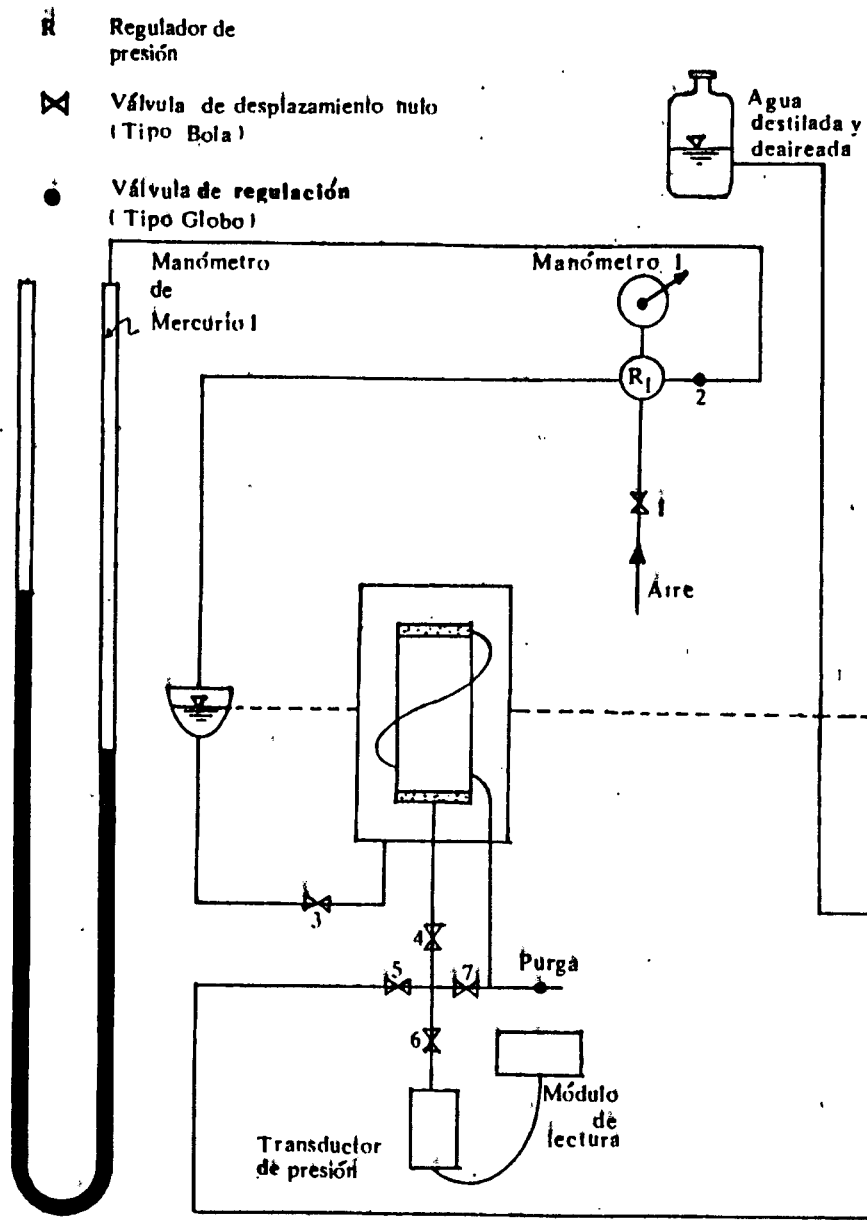 R Regulador de
presión
Válvula de desplazamiento nulo
(Tipo Bola)
Válvula de regulación
(Tipo Globo)
Agua
destilada y
deaireada
Manómetro
de
Mercurio 1
Manómetro 1
R1
2
1
Aire
3
4
5
7
Purga
6
Módulo
de
lectura
Transductor
de presión